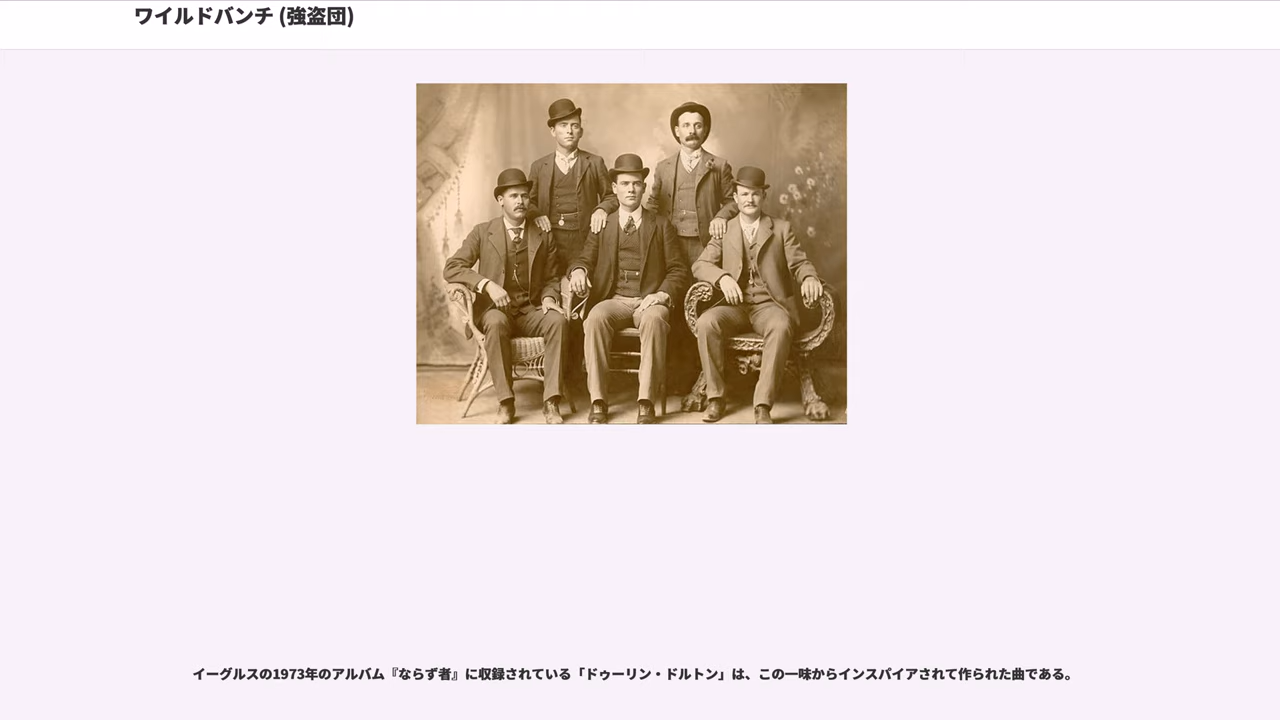 ワイルドバンチ (強盗団)
イーグルスの1973年のアルバム『ならず者』に収録されている「ドゥーリン・ドルトン」は、この一味からインスパイアされて作られた曲である。